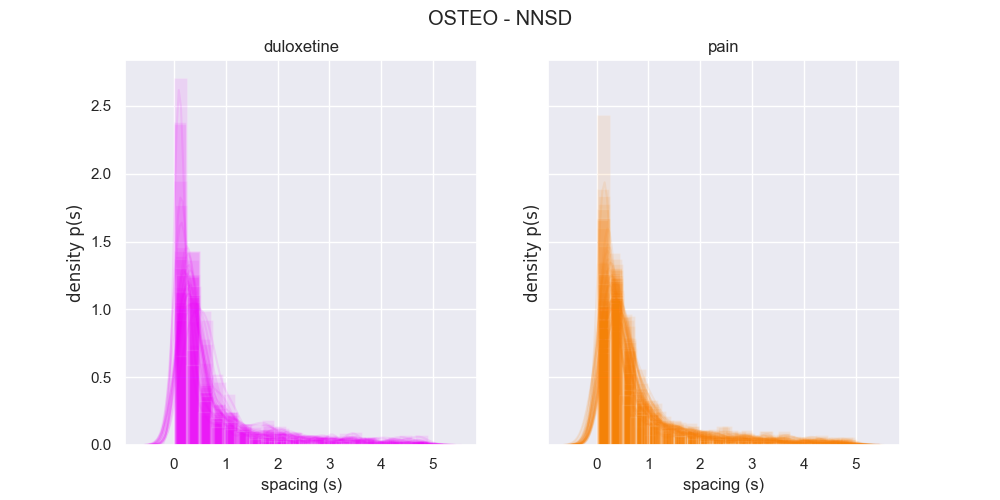 OSTEO - NNSD
duloxetine
pain
density p(s)
2.5
2.0
1.5
1.0
0.5
0.0
0 1 2 3 4 5
spacing (s)
density p(s)
0 1 2 3 4 5
spacing (s)